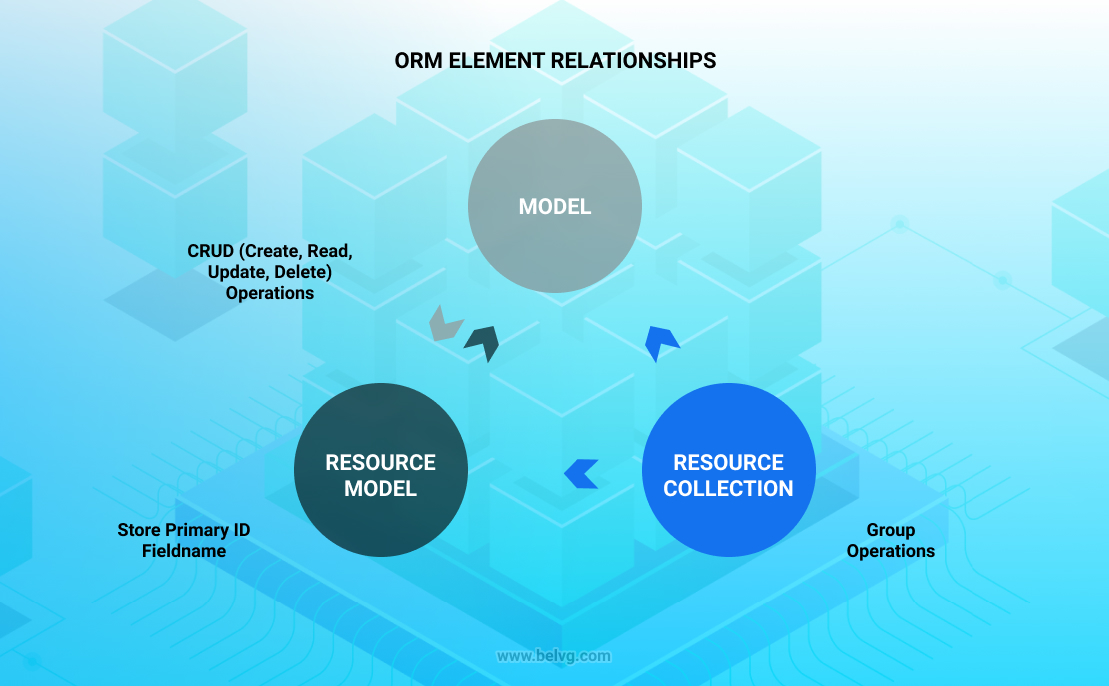 ORM ELEMENT RELATIONSHIPS
MODEL
CRUD (Create, Read,
Update, Delete)
Operations
RESOURCE
MODEL
RESOURCE
COLLECTION
Store Primary ID
Fieldname
Group
Operations
www.belvg.com